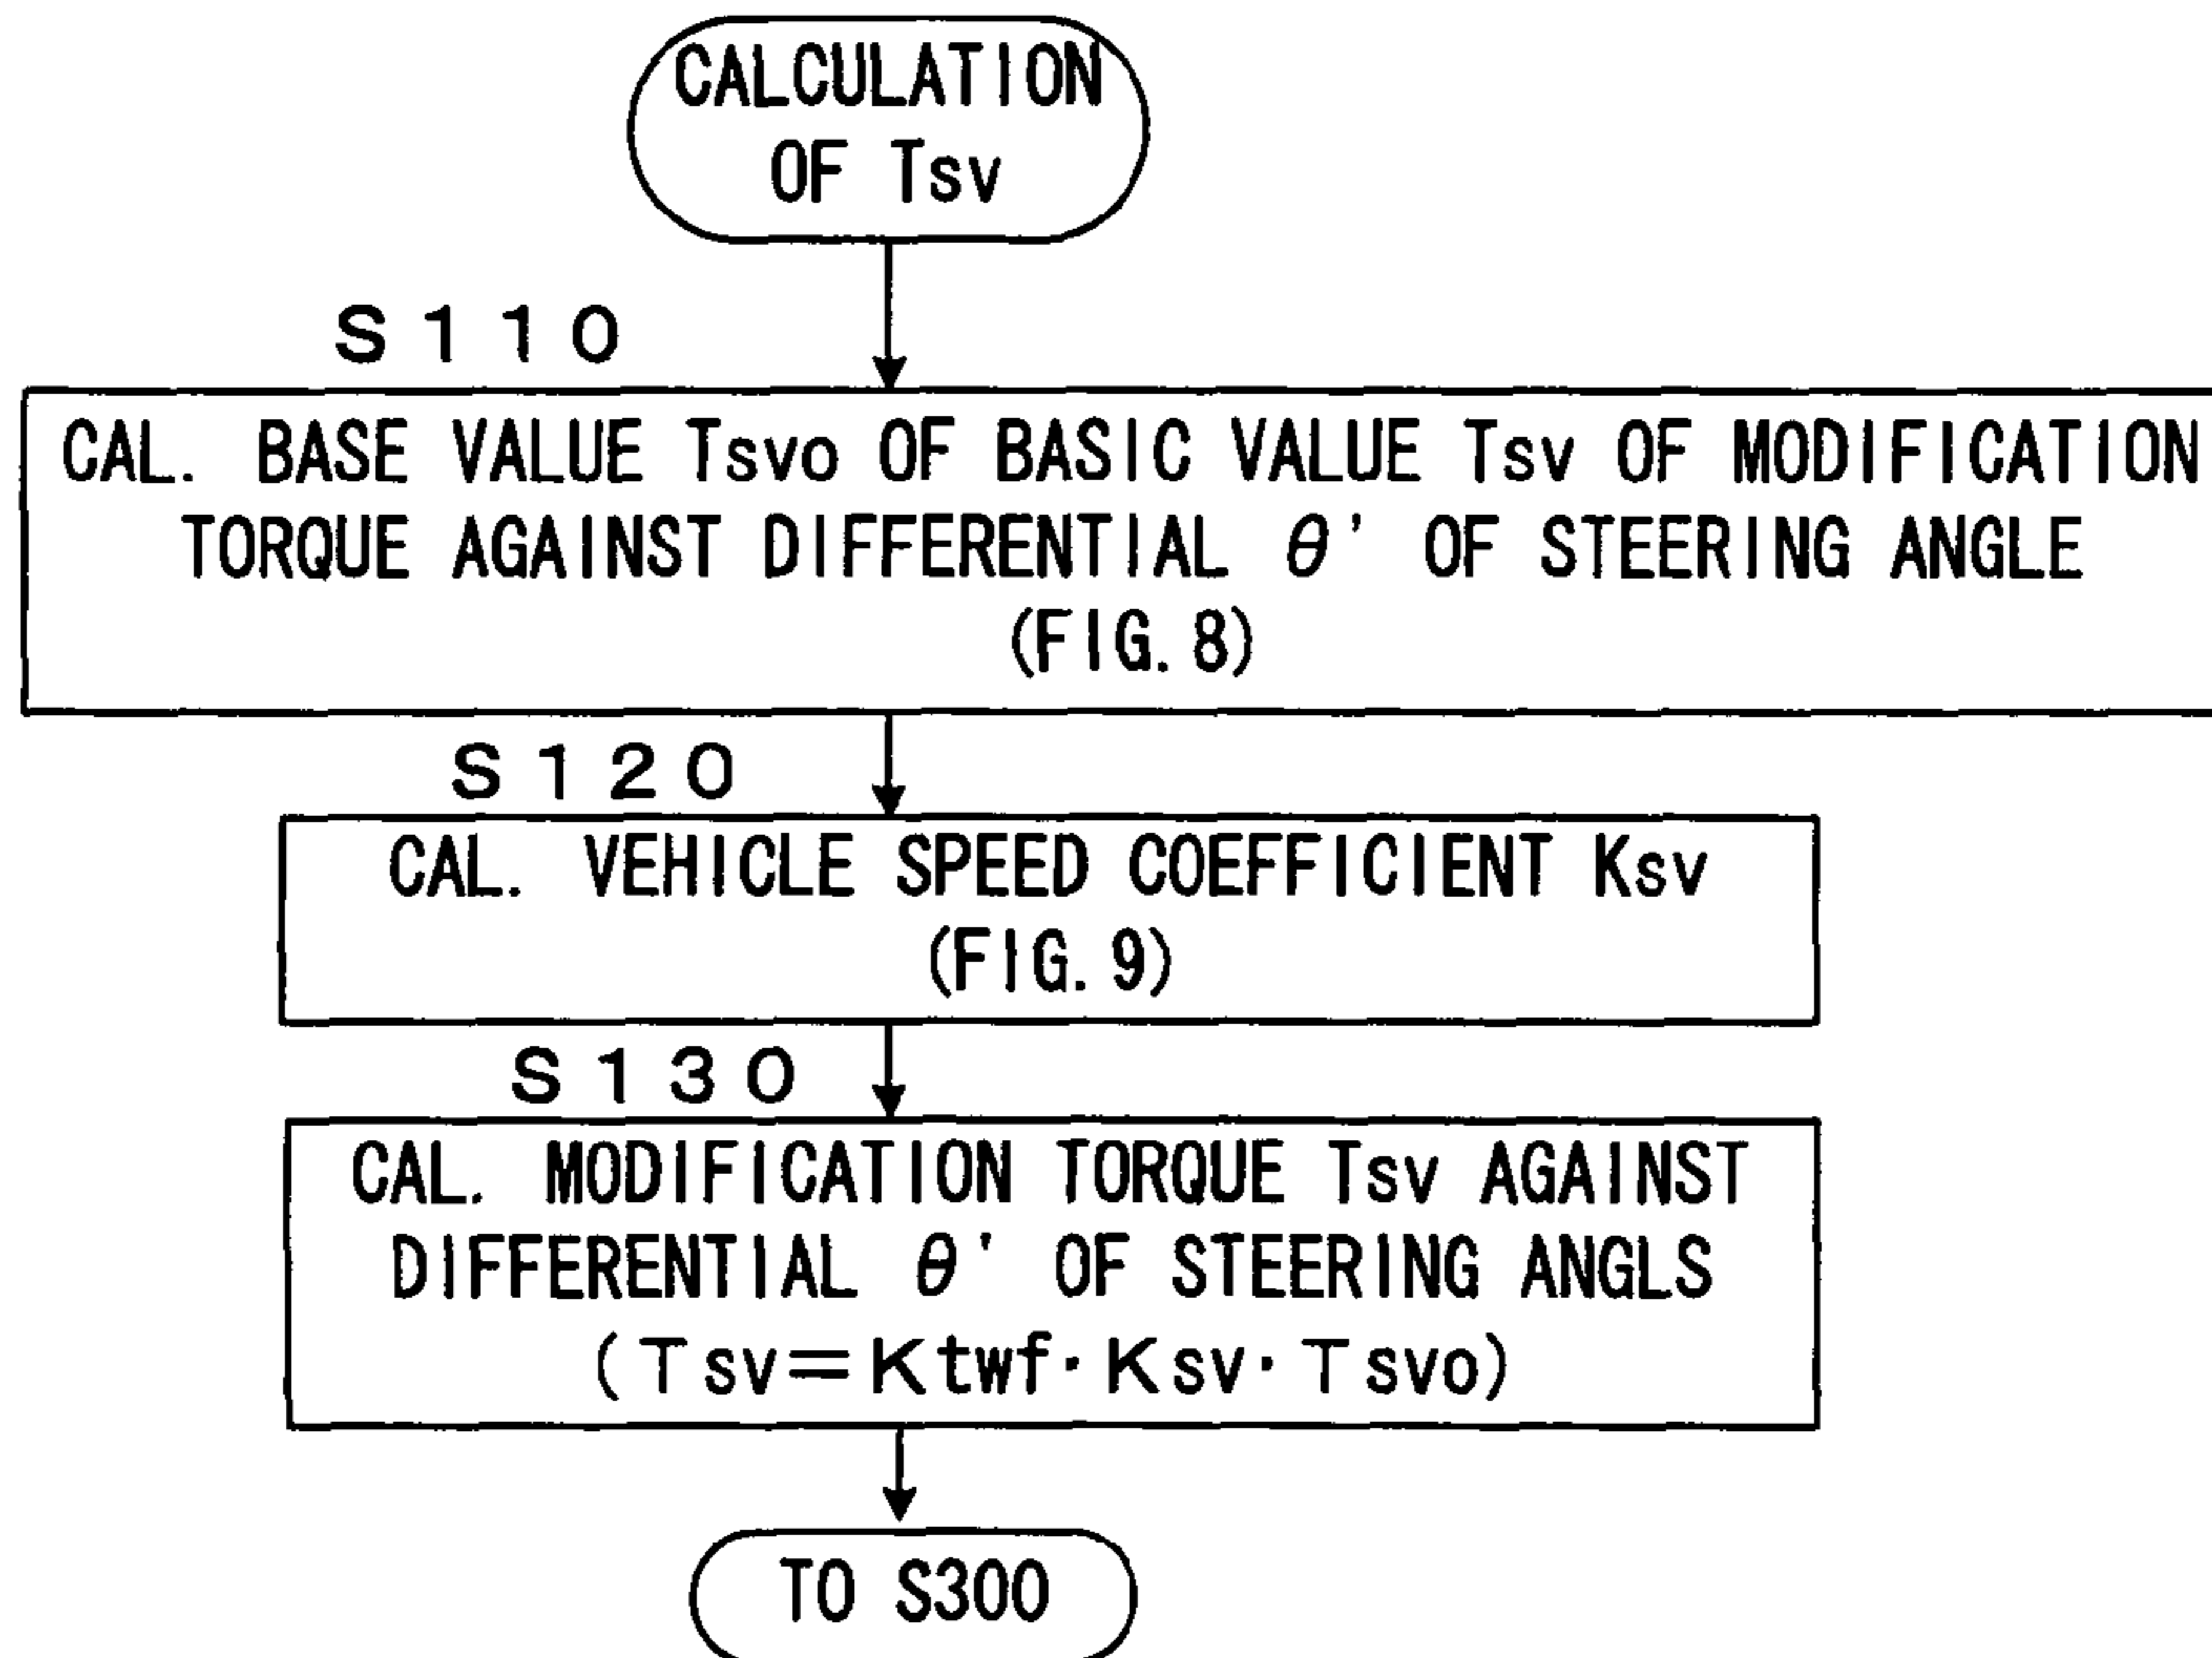 CALCULATION
OF Tsv
S110
CAL. BASE VALUE Tsvo OF BASIC VALUE Tsv OF MODIFICATION
TORQUE AGAINST DIFFERENTIAL θ' OF STEERING ANGLE
(FIG. 8)
S120
CAL. VEHICLE SPEED COEFFICIENT Ksv
(FIG. 9)
S130
CAL. MODIFICATION TORQUE Tsv AGAINST
DIFFERENTIAL θ' OF STEERING ANGLS
(Tsv=Ktwf·Ksv·Tsvo)
TO S300